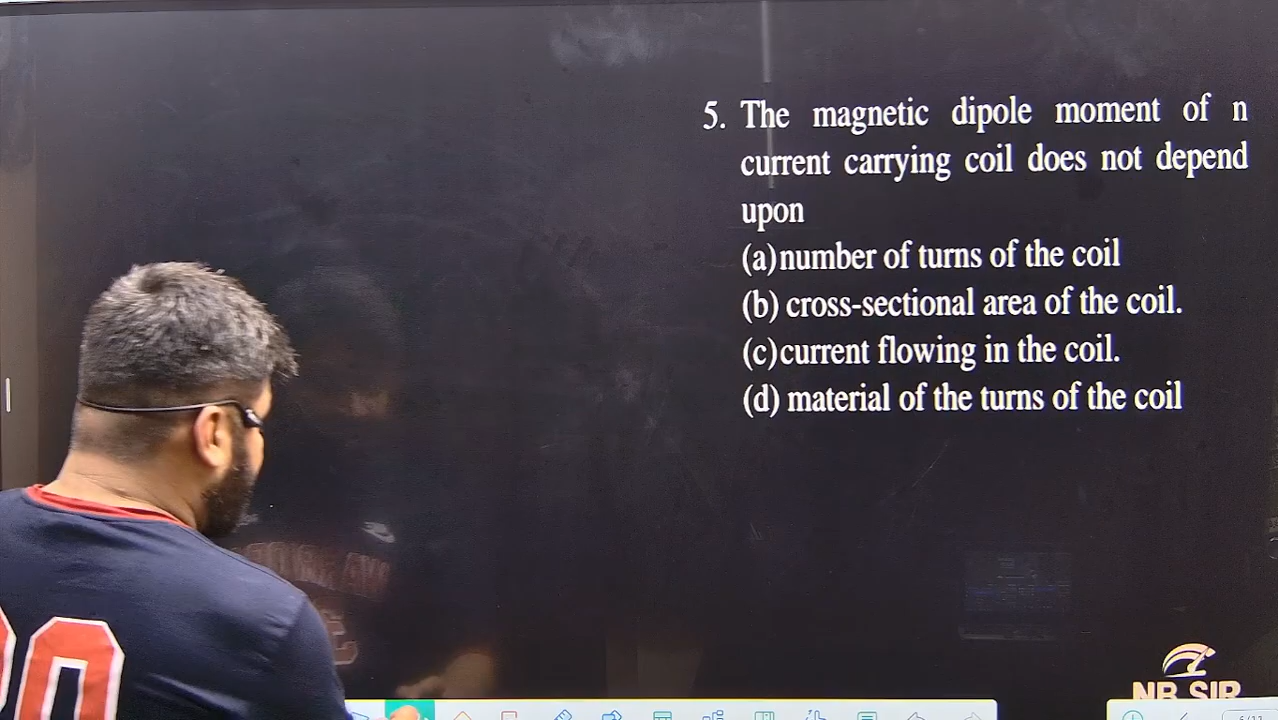 5. The magnetic dipole moment of n
current carrying coil does not depend
upon
(a)number of turns of the coil
(b) cross-sectional area of the coil.
(c)current flowing in the coil.
(d) material of the turns of the coil
NB SIR